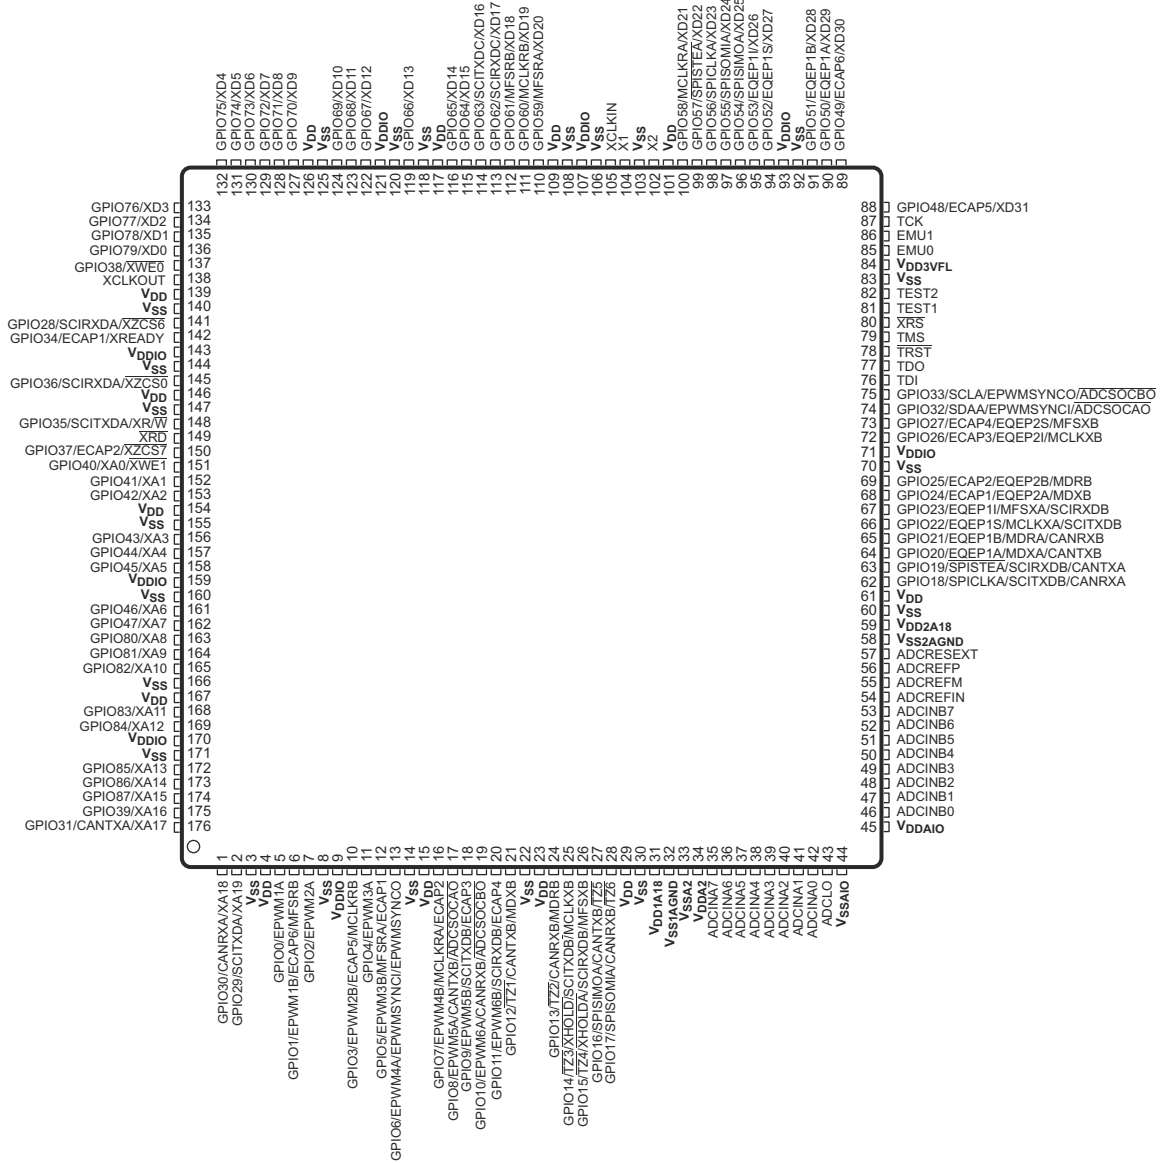 GPIO75/XD4
GPIO74/XD5
GPIO73/XD6
GPIO72/XD7
GPIO71/XD8
GPIO70/XD9
VDD
VSS
GPIO69/XD10
GPIO68/XD11
GPIO67/XD12
VDDIO
VSS
GPIO66/XD13
VSS
VDD
GPIO65/XD14
GPIO64/XD15
GPIO63/SCITXDC/XD16
GPIO62/SCIRXDC/XD17
GPIO61/MFSRB/XD18
GPIO60/MCLKRB/XD19
GPIO59/MFSRA/XD20
VDD
VSS
VDDIO
VSS
XCLKIN
X1
VSS
X2
VDD
GPIO58/MCLKRA/XD21
GPIO57/SPISTEA/XD22
GPIO56/SPICLKA/XD23
GPIO55/SPISOMIA/XD24
GPIO54/SPISIMOA/XD25
GPIO53/EQEP1I/XD26
GPIO52/EQEP1S/XD27
VDDIO
VSS
GPIO51/EQEP1B/XD28
GPIO50/EQEP1A/XD29
GPIO49/ECAP6/XD30
132
131
130
129
128
127
126
125
124
123
122
121
120
119
118
117
116
115
114
113
112
111
110
109
108
107
106
105
104
103
102
101
100
99
98
97
96
95
94
93
92
91
90
89
GPIO76/XD3 133
GPIO77/XD2 134
GPIO78/XD1 135
GPIO79/XD0 136
GPIO38/XWE0 137
XCLKOUT 138
VDD 139
VSS 140
GPIO28/SCIRXDA/XZCS6 141
GPIO34/ECAP1/XREADY 142
VDDIO 143
VSS 144
GPIO36/SCIRXDA/XZCS0 145
VDD 146
VSS 147
GPIO35/SCITXDA/XR/W 148
XRD 149
GPIO37/ECAP2/XZCS7 150
GPIO40/XA0/XWE1 151
GPIO41/XA1 152
GPIO42/XA2 153
VDD 154
VSS 155
GPIO43/XA3 156
GPIO44/XA4 157
GPIO45/XA5 158
VDDIO 159
VSS 160
GPIO46/XA6 161
GPIO47/XA7 162
GPIO80/XA8 163
GPIO81/XA9 164
GPIO82/XA10 165
VSS 166
VDD 167
GPIO83/XA11 168
GPIO84/XA12 169
VDDIO 170
VSS 171
GPIO85/XA13 172
GPIO86/XA14 173
GPIO87/XA15 174
GPIO39/XA16 175
GPIO31/CANTXA/XA17 176
88 GPIO48/ECAP5/XD31
87 TCK
86 EMU1
85 EMU0
84 VDD3VFL
83 VSS
82 TEST2
81 TEST1
80 XRS
79 TMS
78 TRST
77 TDO
76 TDI
75 GPIO33/SCLA/EPWMSYNCO/ADCSOCBO
74 GPIO32/SDAA/EPWMSYNCI/ADCSOCAO
73 GPIO27/ECAP4/EQEP2S/MFSXB
72 GPIO26/ECAP3/EQEP2I/MCLKXB
71 VDDIO
70 VSS
69 GPIO25/ECAP2/EQEP2B/MDRB
68 GPIO24/ECAP1/EQEP2A/MDXB
67 GPIO23/EQEP1I/MFSXA/SCIRXDB
66 GPIO22/EQEP1S/MCLKXA/SCITXDB
65 GPIO21/EQEP1B/MDRA/CANRXB
64 GPIO20/EQEP1A/MDXA/CANTXB
63 GPIO19/SPISTEA/SCIRXDB/CANTXA
62 GPIO18/SPICLKA/SCITXDB/CANRXA
61 VDD
60 VSS
59 VDD2A18
58 VSS2AGND
57 ADCRESEXT
56 ADCREFP
55 ADCREFM
54 ADCREFIN
53 ADCINB7
52 ADCINB6
51 ADCINB5
50 ADCINB4
49 ADCINB3
48 ADCINB2
47 ADCINB1
46 ADCINB0
45 VDDAIO
1
2
3
4
5
6
7
8
9
10
11
12
13
14
15
16
17
18
19
20
21
22
23
24
25
26
27
28
29
30
31
32
33
34
35
36
37
38
39
40
41
42
43
44
GPIO30/CANRX/XA18
GPIO29/SCITXDA/XA19
VSS
VDD
GPIO0/EPWM1A
GPIO1/EPWM1B/ECAP6/MFSRB
GPIO2/EPWM2A
VSS
VDDIO
GPIO3/EPWM2B/ECAP5/MCLKRB
GPIO4/EPWM3A
GPIO5/EPWM3B/MFSRA/ECAP1
GPIO6/EPWM4A/EPWMSYNCI/EPWMSYNCO
VSS
VDD
GPIO7/EPWM4B/MCLKRA/ECAP2
GPIO8/EPWM5A/CANTXB/ADCSOCAO
GPIO9/EPWM5B/SCITXDB/ECAP3
GPIO10/EPWM6A/CANRXB/ADCSOCBO
GPIO11/EPWM6B/SCIRXDB/ECAP4
GPIO12/TZ1/CANTXB/MDXB
VSS
VDD
GPIO13/TZ2/CANRXB/MDRB
GPIO14/TZ3/XHOLD/SCITXDB/MCLKXB
GPIO15/TZ4/XHOLDA/SCIRXDB/MFSXB
GPIO16/SPISIMOA/CANTXB/TZ5
GPIO17/SPISOMIA/CANRXB/TZ6
VDD
VSS
VDD1A18
VSS1AGND
VSSA2
VDDA2
ADCINA7
ADCINA6
ADCINA5
ADCINA4
ADCINA3
ADCINA2
ADCINA1
ADCINA0
ADCLO
VSSAIO